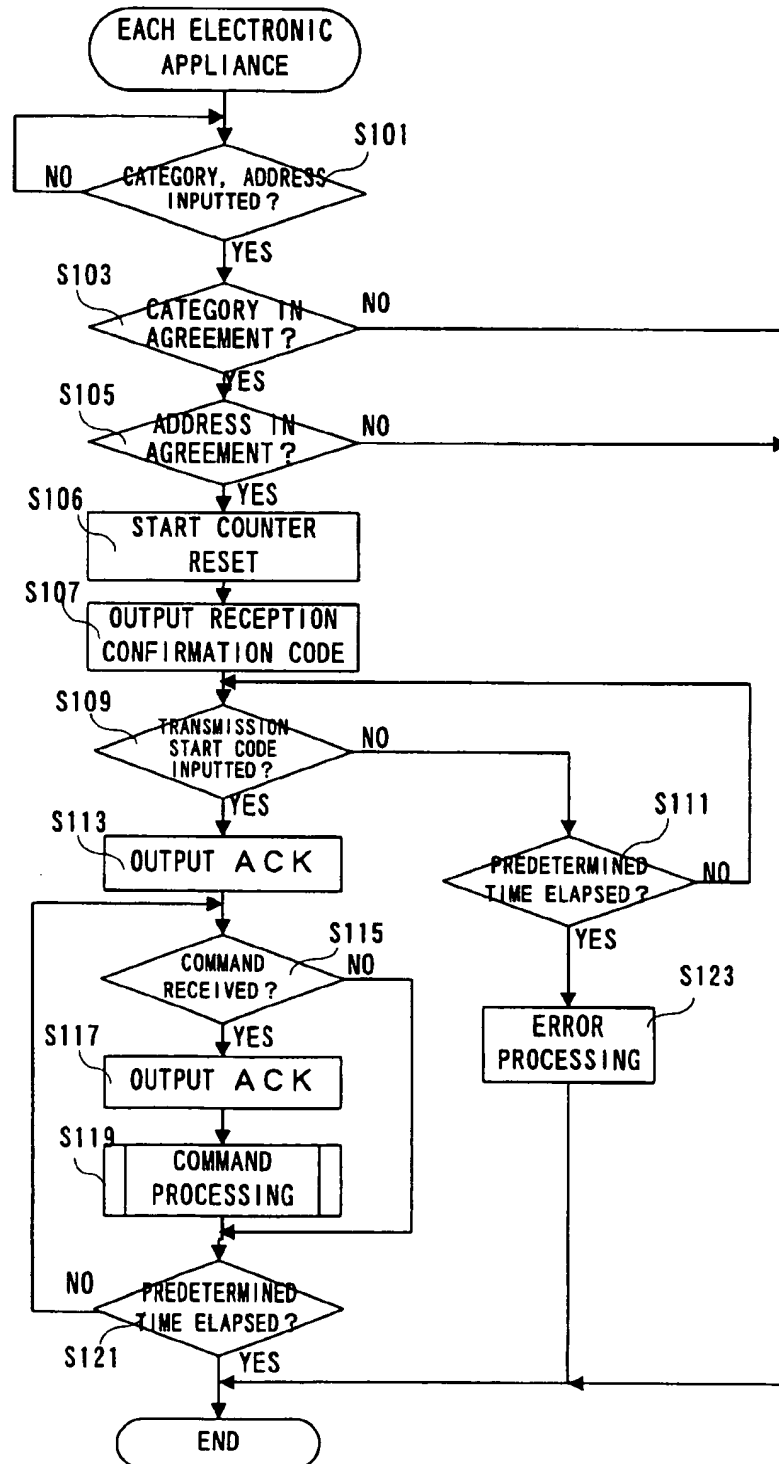 EACH ELECTRONIC
APPLIANCE
S101
NO
CATEGORY, ADDRESS
INPUTTED?
YES
S103
CATEGORY IN
AGREEMENT?
NO
YES
S105
ADDRESS IN
AGREEMENT?
NO
YES
S106
START COUNTER
RESET
S107
OUTPUT RECEPTION
CONFIRMATION CODE
S109
TRANSMISSION
START CODE
INPUTTED?
NO
YES
S111
PREDETERMINED
TIME ELAPSED?
NO
YES
S113
OUTPUT ACK
S115
COMMAND
RECEIVED?
NO
YES
S123
ERROR
PROCESSING
S117
OUTPUT ACK
S119
COMMAND
PROCESSING
NO
PREDETERMINED
TIME ELAPSED?
S121
YES
END